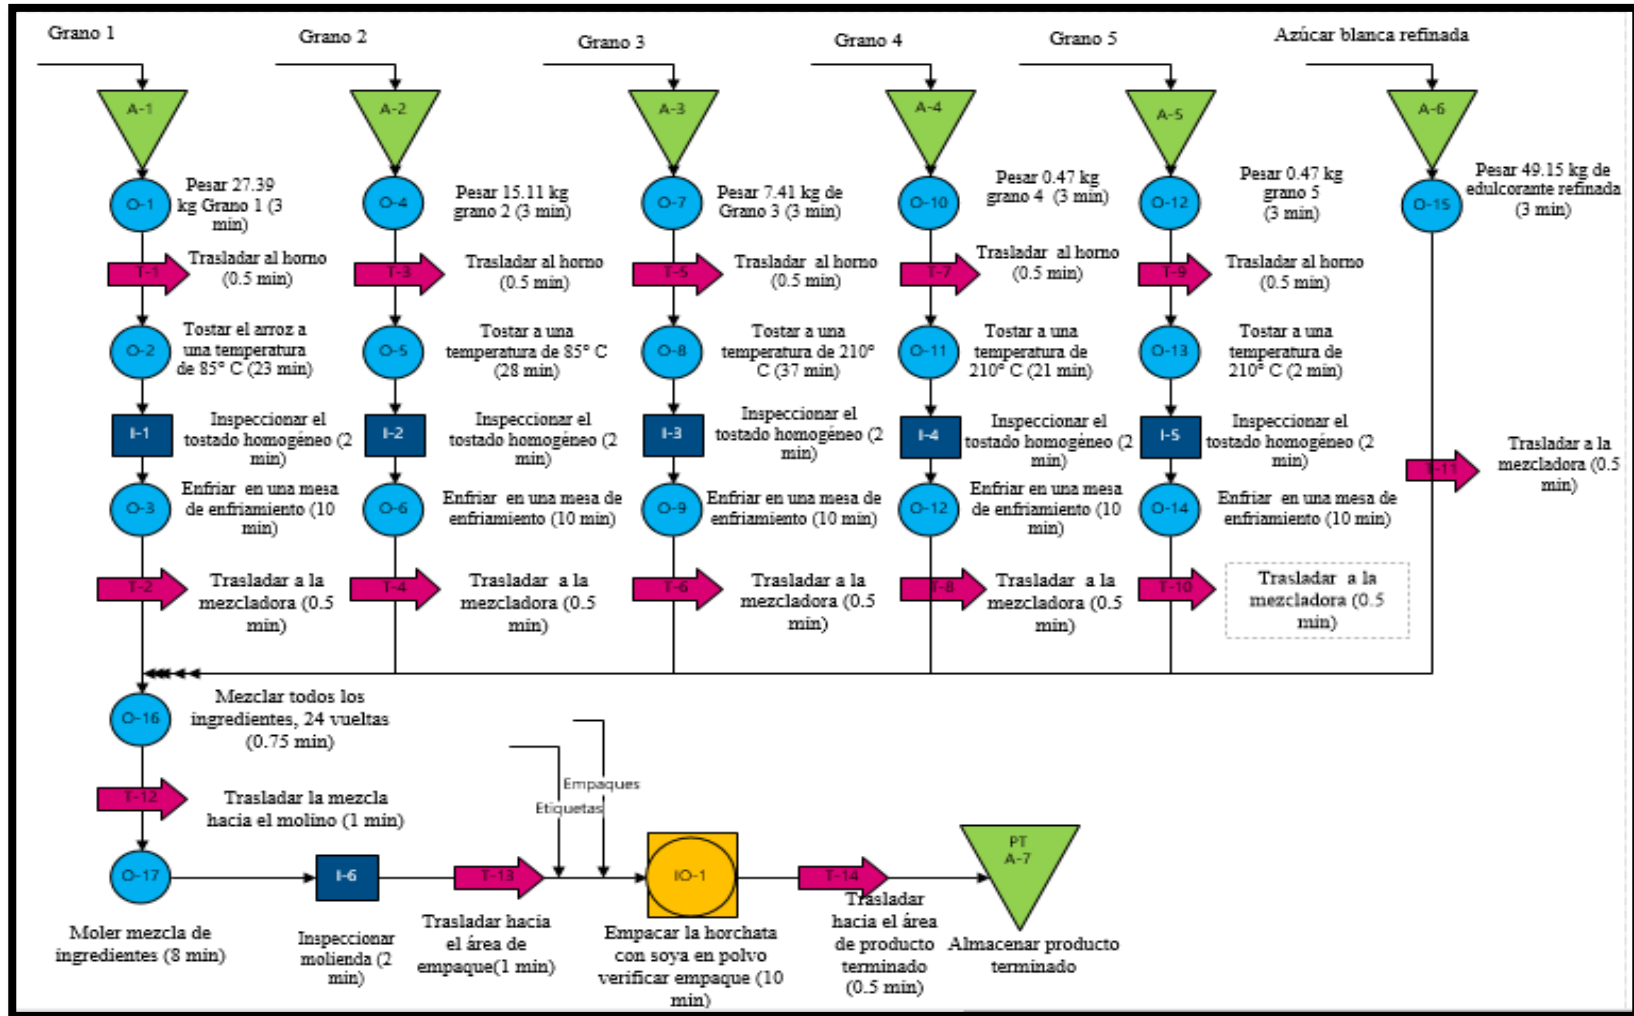 Grano 1
Grano 2
Grano 3
Grano 4
Grano 5
Azúcar blanca refinada
A-1
A-2
A-3
A-4
A-5
A-6
O-1
Pesar 27.39
kg Grano 1 (3
min)
O-4
Pesar 15.11 kg
grano 2 (3 min)
O-7
Pesar 7.41 kg de
Grano 3 (3 min)
O-10
Pesar 0.47 kg
grano 4 (3 min)
O-12
Pesar 0.47 kg
grano 5
(3 min)
O-15
Pesar 49.15 kg de
edulcorante refinada
(3 min)
T-1
Trasladar al horno
(0.5 min)
T-3
Trasladar al horno
(0.5 min)
T-5
Trasladar al horno
(0.5 min)
T-7
Trasladar al horno
(0.5 min)
T-9
Trasladar al horno
(0.5 min)
O-2
Tostar el arroz a
una temperatura
de 85° C (23 min)
O-5
Tostar a una
temperatura de 85° C
(28 min)
O-8
Tostar a una
temperatura de 210°
C (37 min)
O-11
Tostar a una
temperatura de
210° C (21 min)
O-13
Tostar a una
temperatura de
210° C (2 min)
I-1
Inspeccionar el
tostado homogéneo (2
min)
I-2
Inspeccionar el
tostado homogéneo (2
min)
I-3
Inspeccionar el
tostado homogéneo (2
min)
I-4
Inspeccionar el
tostado homogéneo (2
min)
I-5
Inspeccionar el
tostado homogéneo (2
min)
T-11
Trasladar a la
mezcladora (0.5
min)
O-3
Enfriar en una mesa
de enfriamiento (10
min)
O-6
Enfriar en una mesa de
enfriamiento (10 min)
O-9
Enfriar en una mesa de
enfriamiento (10 min)
O-12
Enfriar en una mesa
de enfriamiento (10
min)
O-14
Enfriar en una mesa de
enfriamiento (10 min)
T-2
Trasladar a la
mezcladora (0.5
min)
T-4
Trasladar a la
mezcladora (0.5
min)
T-6
Trasladar a la
mezcladora (0.5
min)
T-8
Trasladar a la
mezcladora (0.5
min)
T-10
Trasladar a la
mezcladora (0.5
min)
O-16
Mezclar todos los
ingredientes, 24 vueltas
(0.75 min)
T-12
Trasladar la mezcla
hacia el molino (1 min)
Empaques
Etiquetas
O-17
Moler mezcla de
ingredientes (8 min)
I-6
Inspeccionar
molienda (2
min)
T-13
Trasladar hacia
el área de
empaque(1 min)
IO-1
Empacar la horchata
con soya en polvo
verificar empaque (10
min)
T-14
Trasladar
hacia el área
de producto
terminado
(0.5 min)
PT
A-7
Almacenar producto
terminado